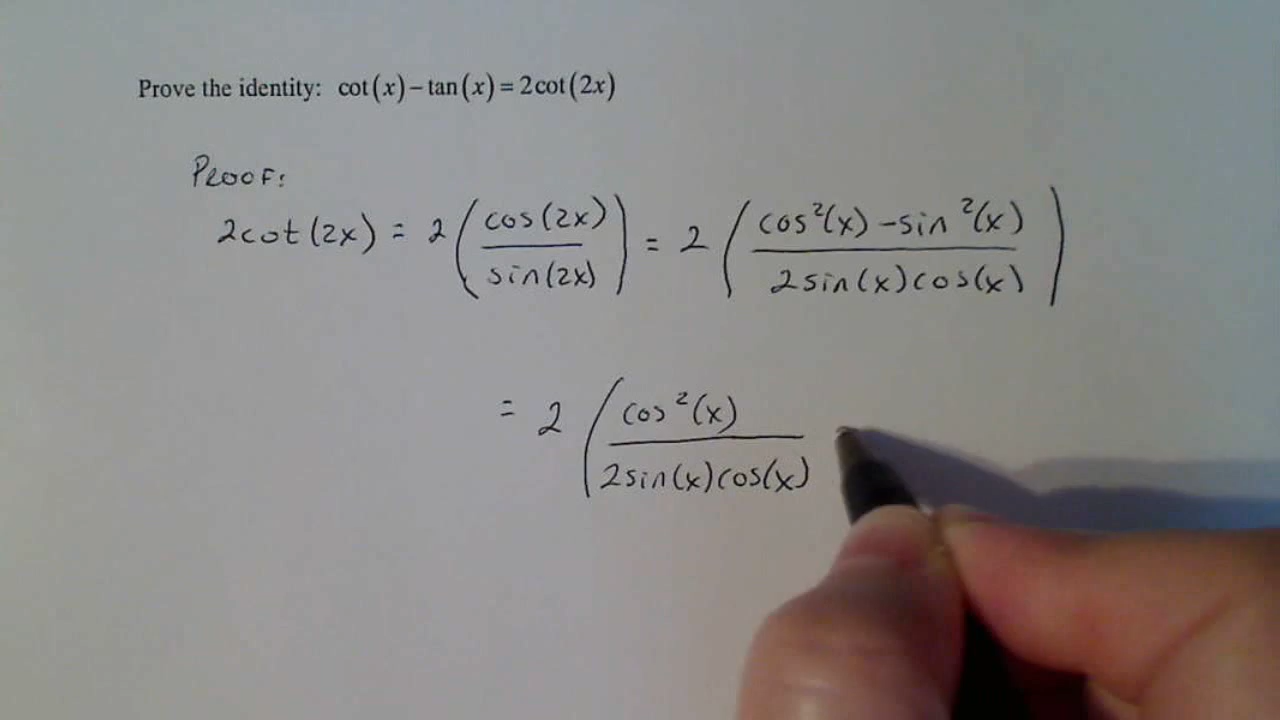 Prove the identity: cot(x) − tan(x) = 2cot(2x)
PROOF:
2cot(2x) = 2 (cos(2x) / sin(2x)) = 2 (cos²(x) − sin²(x) / 2sin(x)cos(x))
= 2 (cos²(x) / 2sin(x)cos(x)